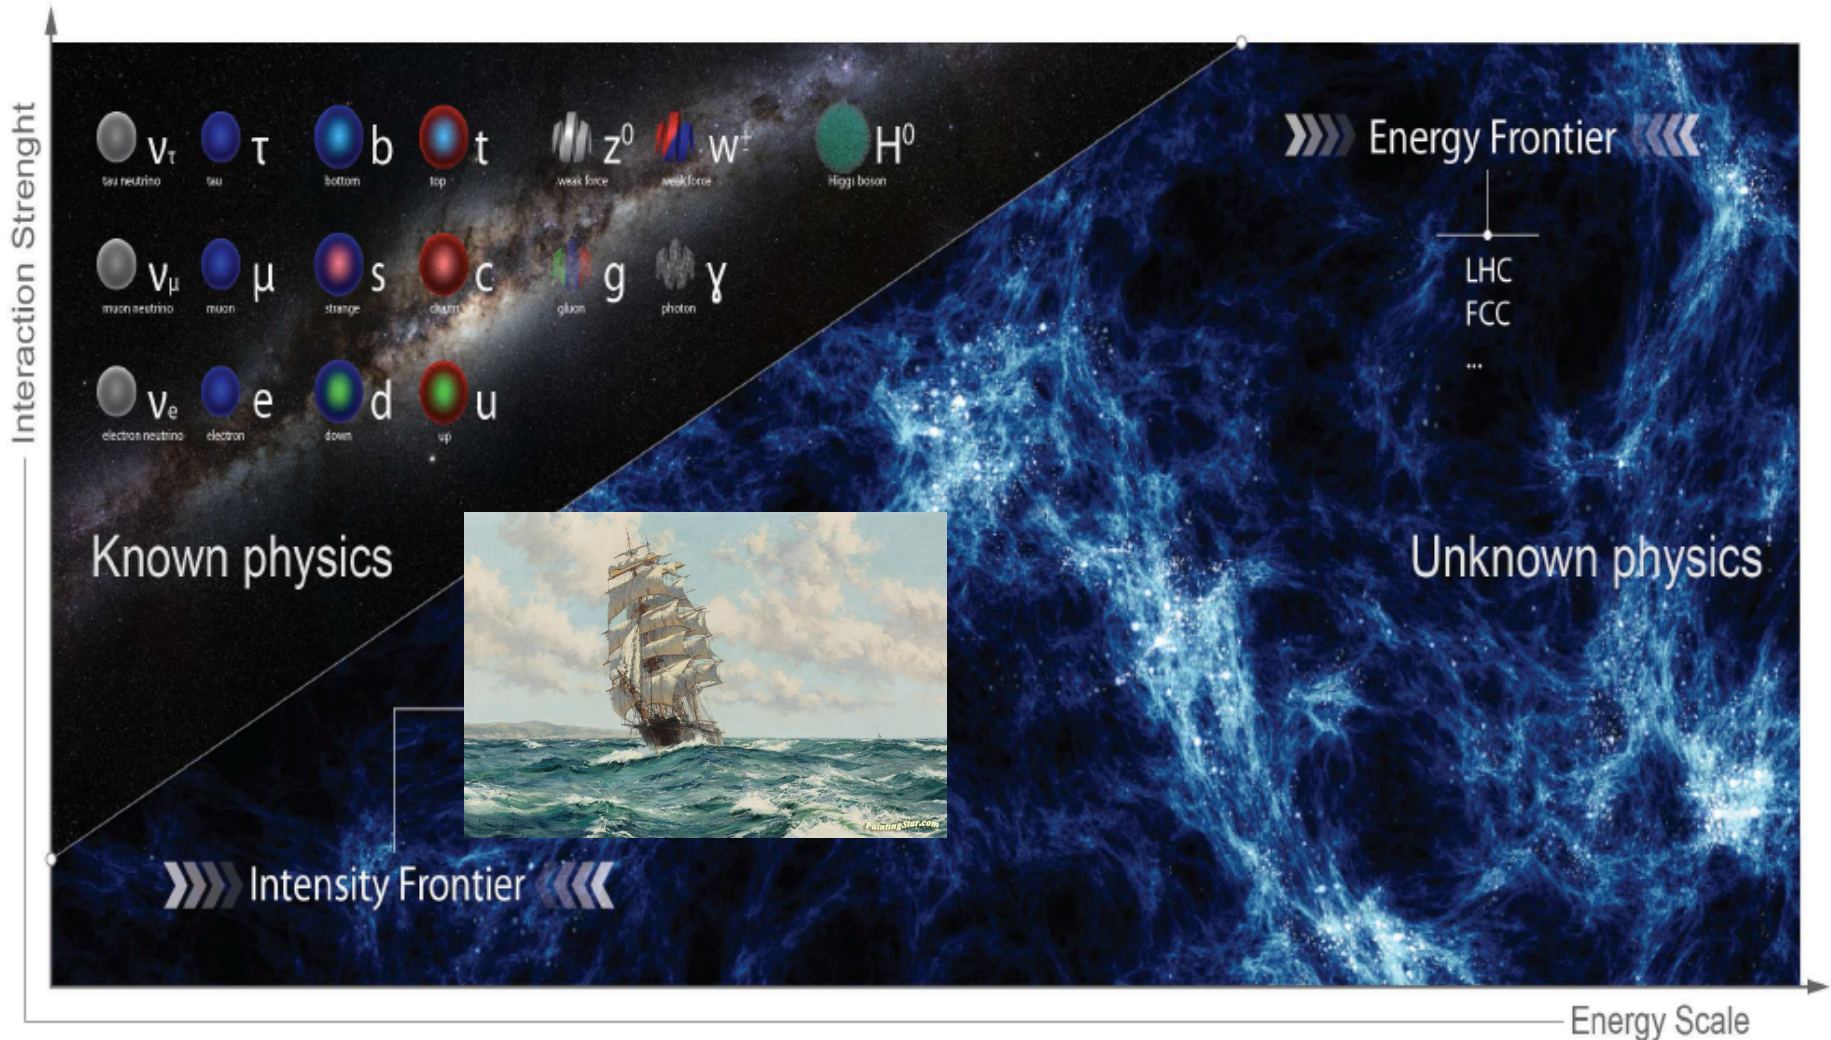 Interaction Strenght
ντ τ b t z⁰ w± H⁰
tau neutrino tau bottom top weak force weak force Higgs boson
νμ μ s c g γ
muon neutrino muon strange charm gluon photon
νe e d u
electron neutrino electron down up
Known physics
Energy Frontier
LHC
FCC
...
Unknown physics
PaintingStar.com
Intensity Frontier
Energy Scale